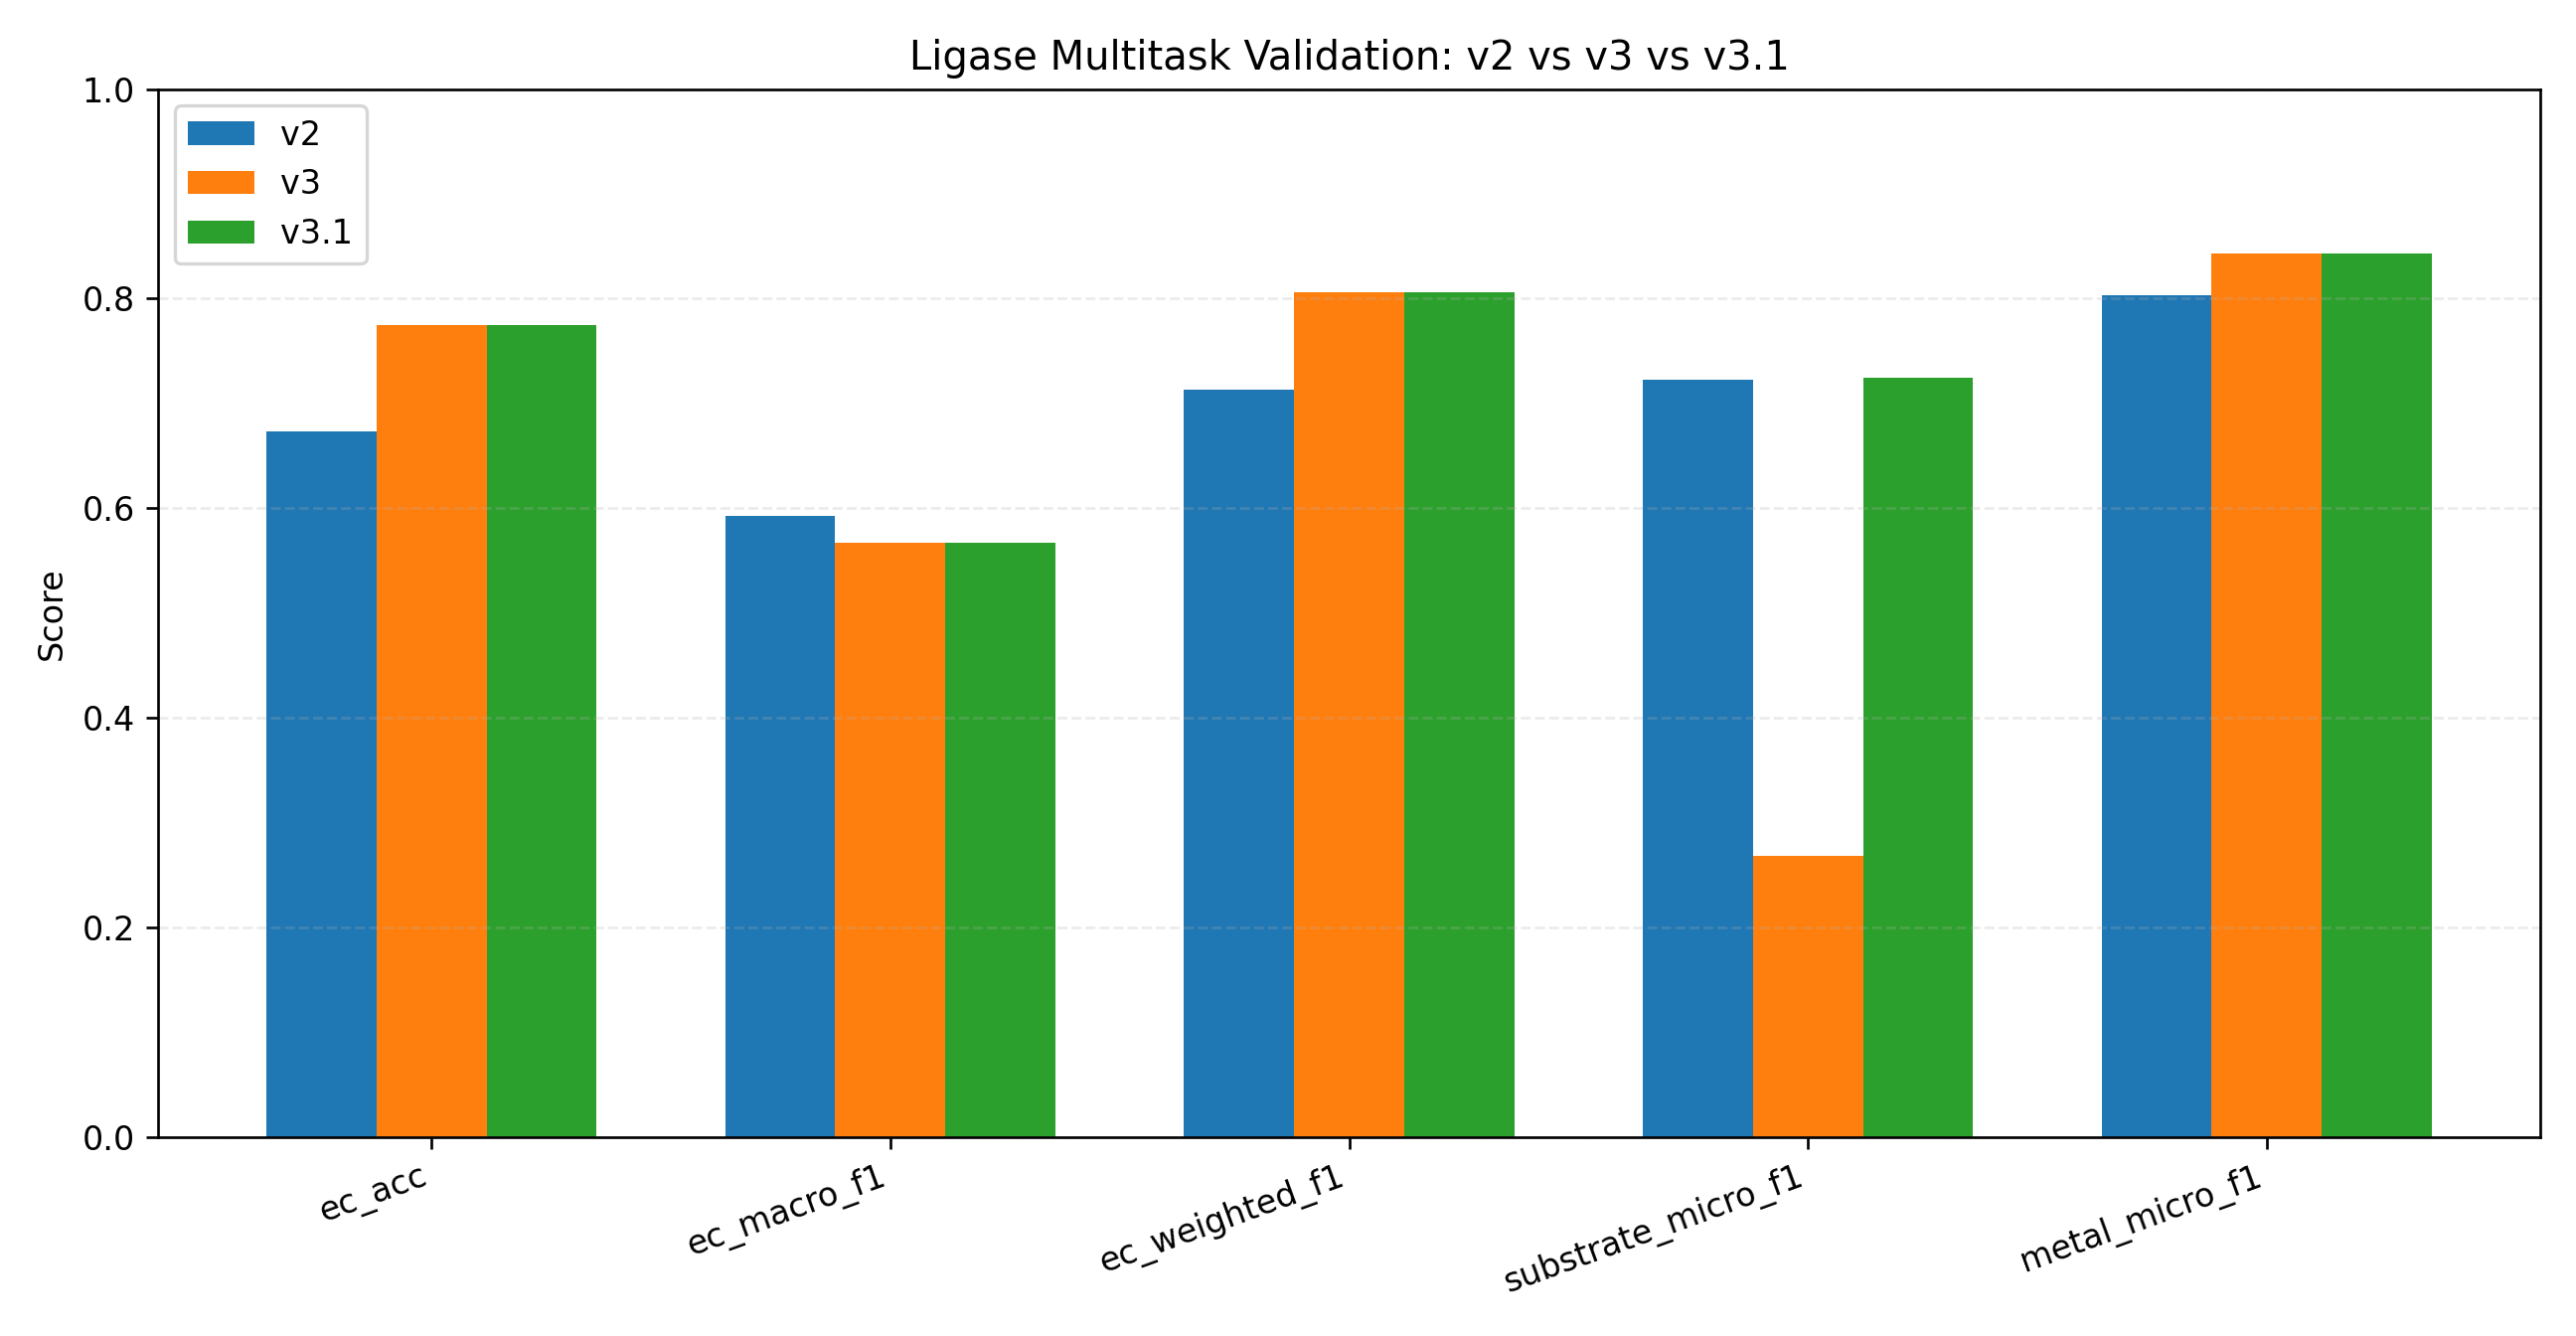 Ligase Multitask Validation: v2 vs v3 vs v3.1
1.0
v2
v3
v3.1
0.8
0.6
Score
0.4
0.2
0.0
ec_acc
ec_macro_f1
ec_weighted_f1
substrate_micro_f1
metal_micro_f1